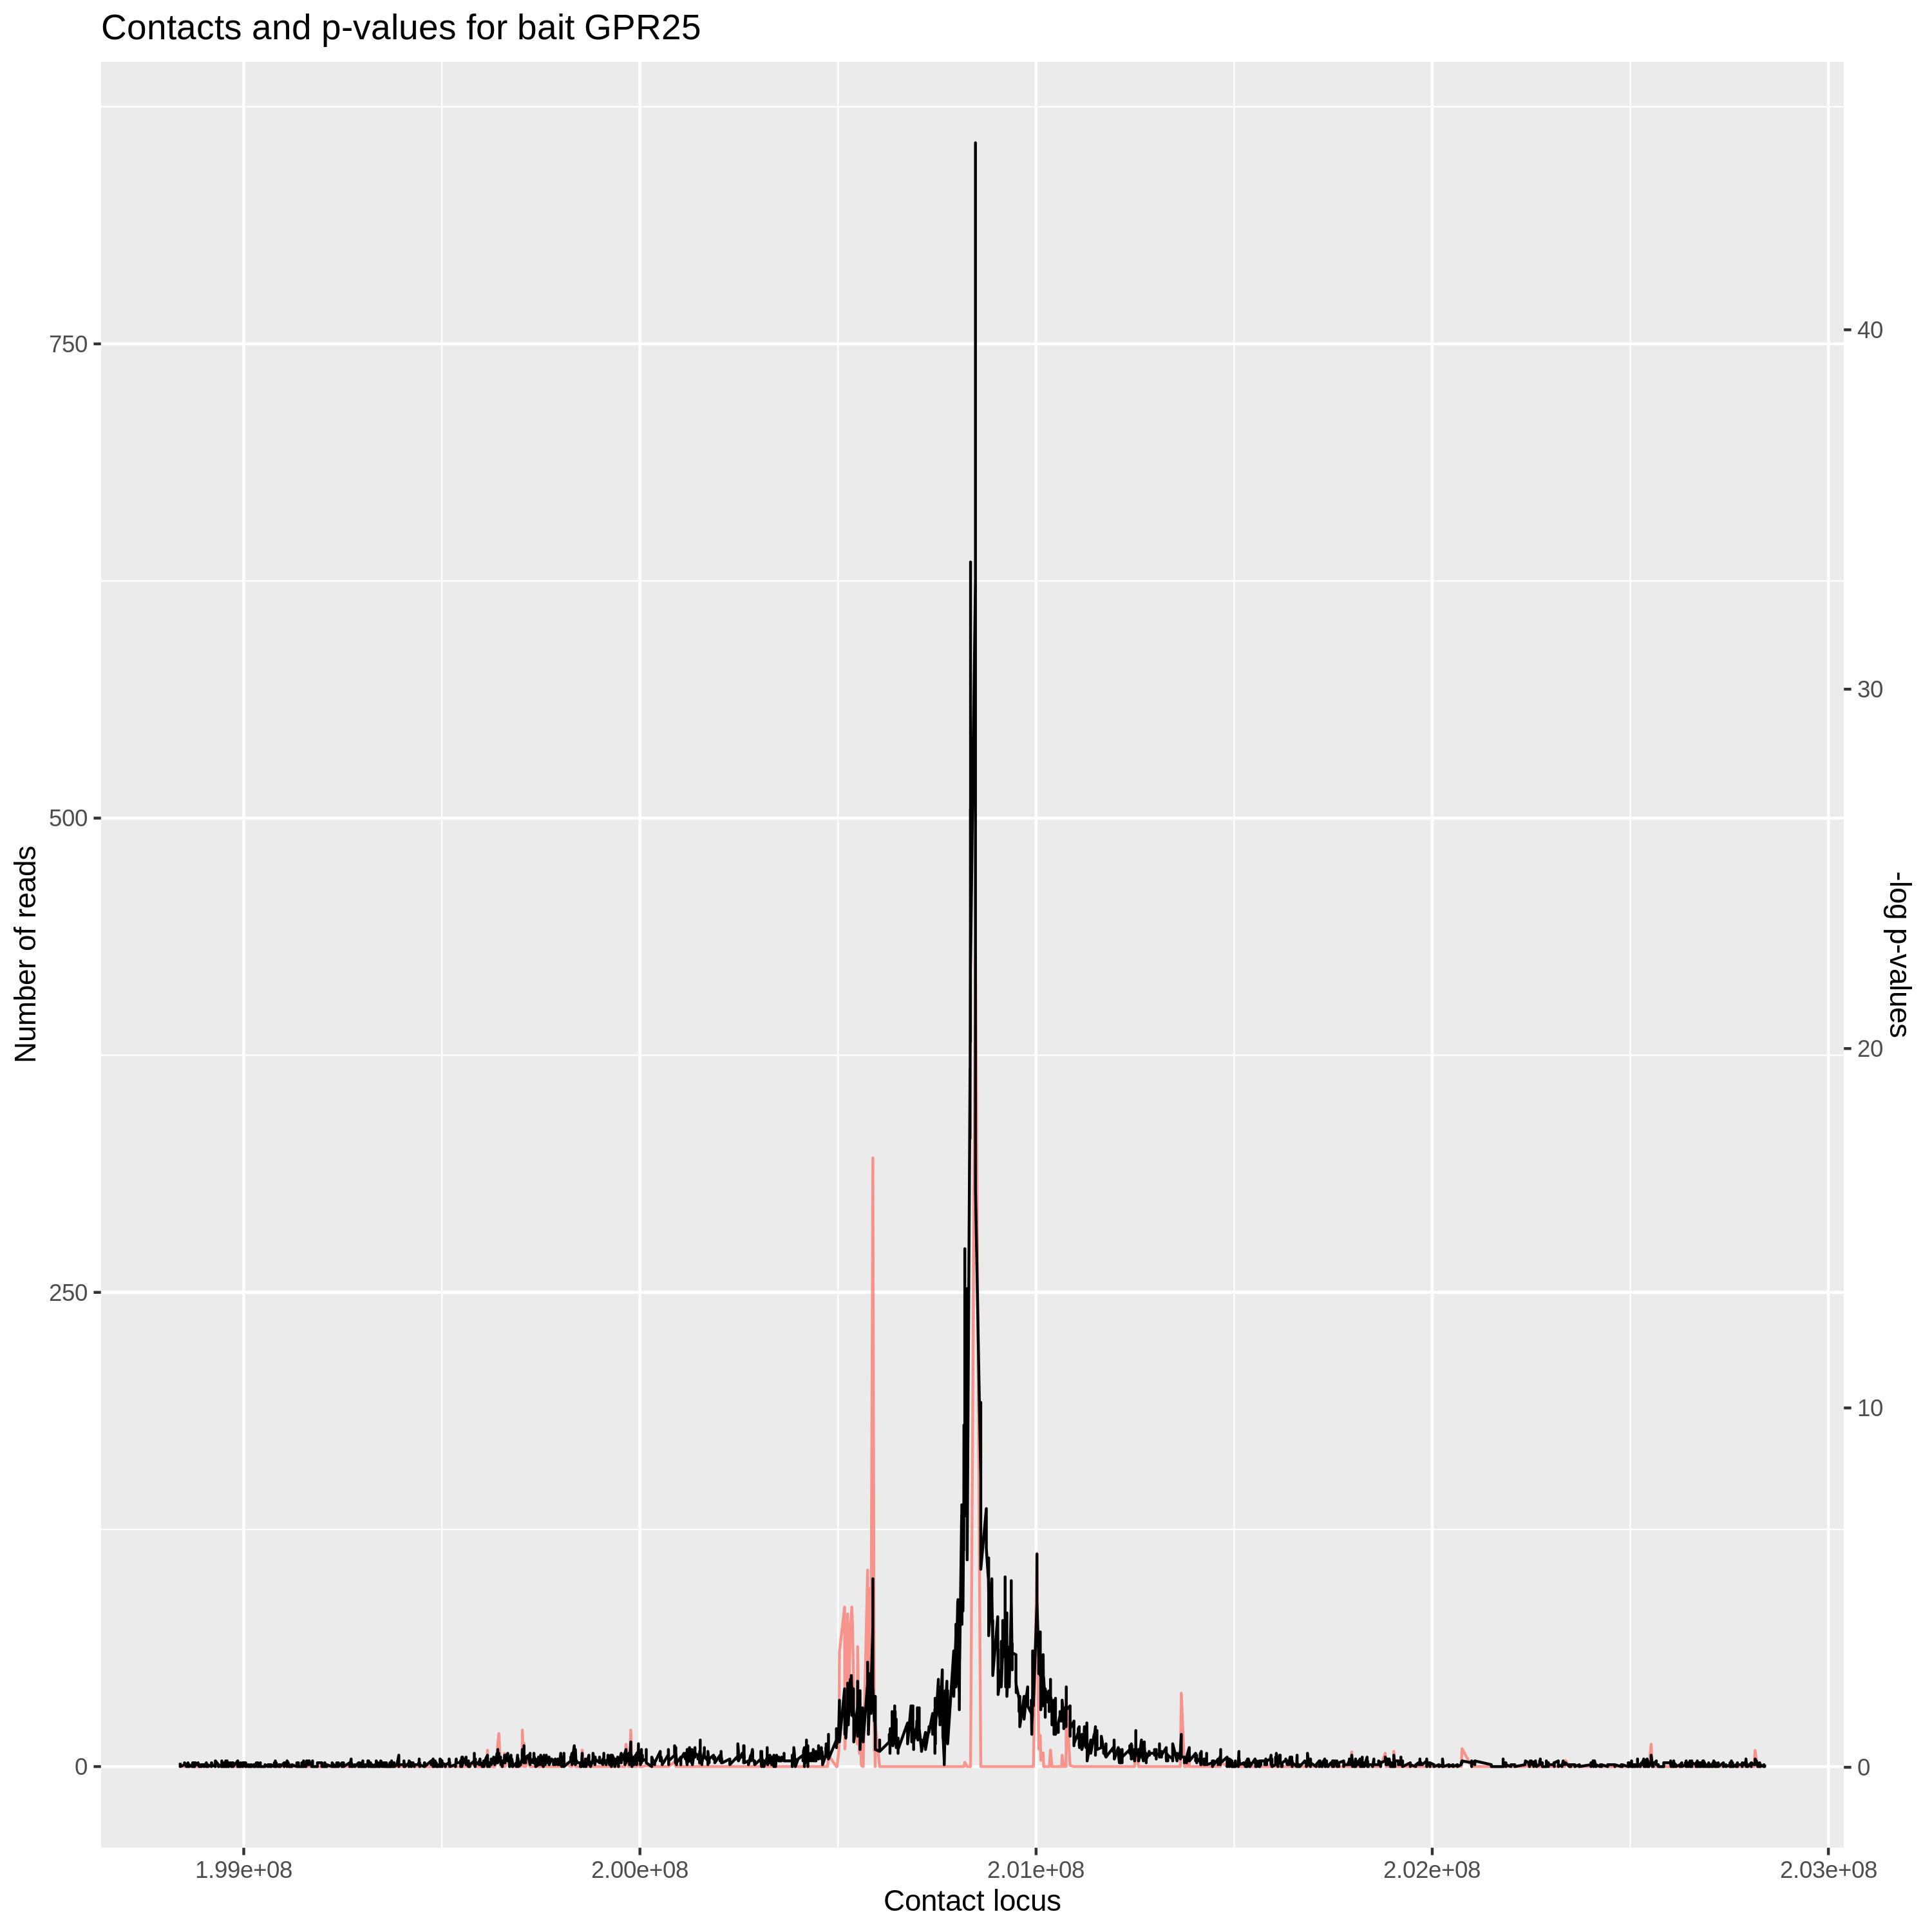 Contacts and p-values for bait GPR25
Number of reads
750
500
250
0
40
30
20
10
0
-log p-values
1.99e+08
2.00e+08
2.01e+08
2.02e+08
2.03e+08
Contact locus